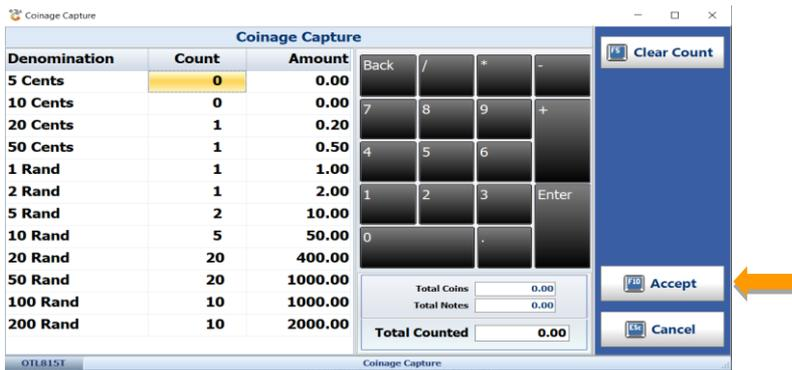 Coinage Capture
Coinage Capture
Denomination Count Amount
5 Cents 0 0.00
10 Cents 0 0.00
20 Cents 1 0.20
50 Cents 1 0.50
1 Rand 1 1.00
2 Rand 1 2.00
5 Rand 2 10.00
10 Rand 5 50.00
20 Rand 20 400.00
50 Rand 20 1000.00
100 Rand 10 1000.00
200 Rand 10 2000.00
Back / * -
7 8 9 +
4 5 6
1 2 3 Enter
0 .
Total Coins 0.00
Total Notes 0.00
Total Counted 0.00
F5 Clear Count
F10 Accept
ESC Cancel
OTL815T Coinage Capture